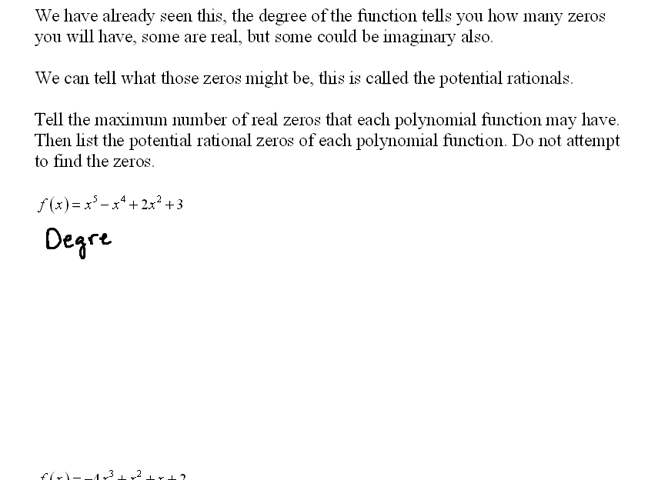 We have already seen this, the degree of the function tells you how many zeros
you will have, some are real, but some could be imaginary also.
We can tell what those zeros might be, this is called the potential rationals.
Tell the maximum number of real zeros that each polynomial function may have.
Then list the potential rational zeros of each polynomial function. Do not attempt
to find the zeros.
f(x) = x⁵ − x⁴ + 2x² + 3
Degre
f(x) = −4x³ + x² + x + 2